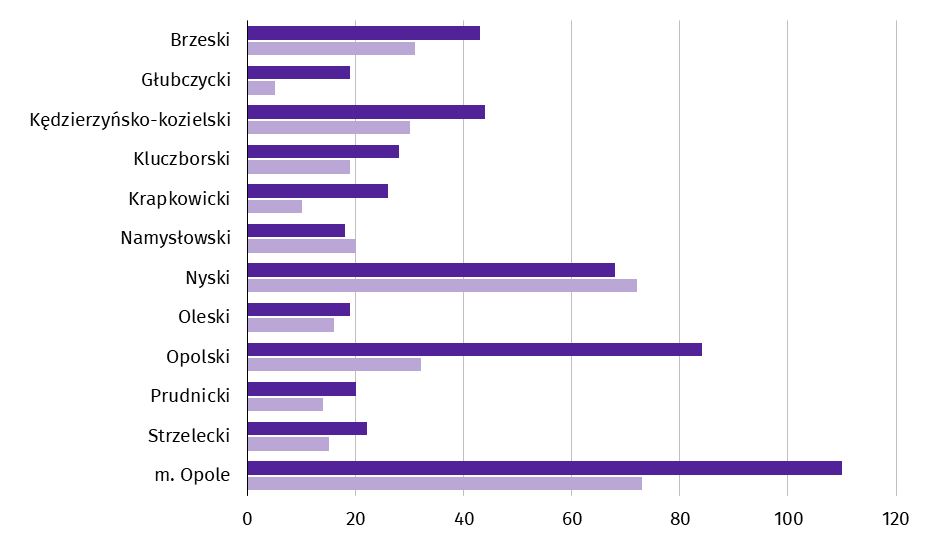 Brzeski
Głubczycki
Kędzierzyńsko-kozielski
Kluczborski
Krapkowicki
Namysłowski
Nyski
Oleski
Opolski
Prudnicki
Strzelecki
m. Opole
0 20 40 60 80 100 120